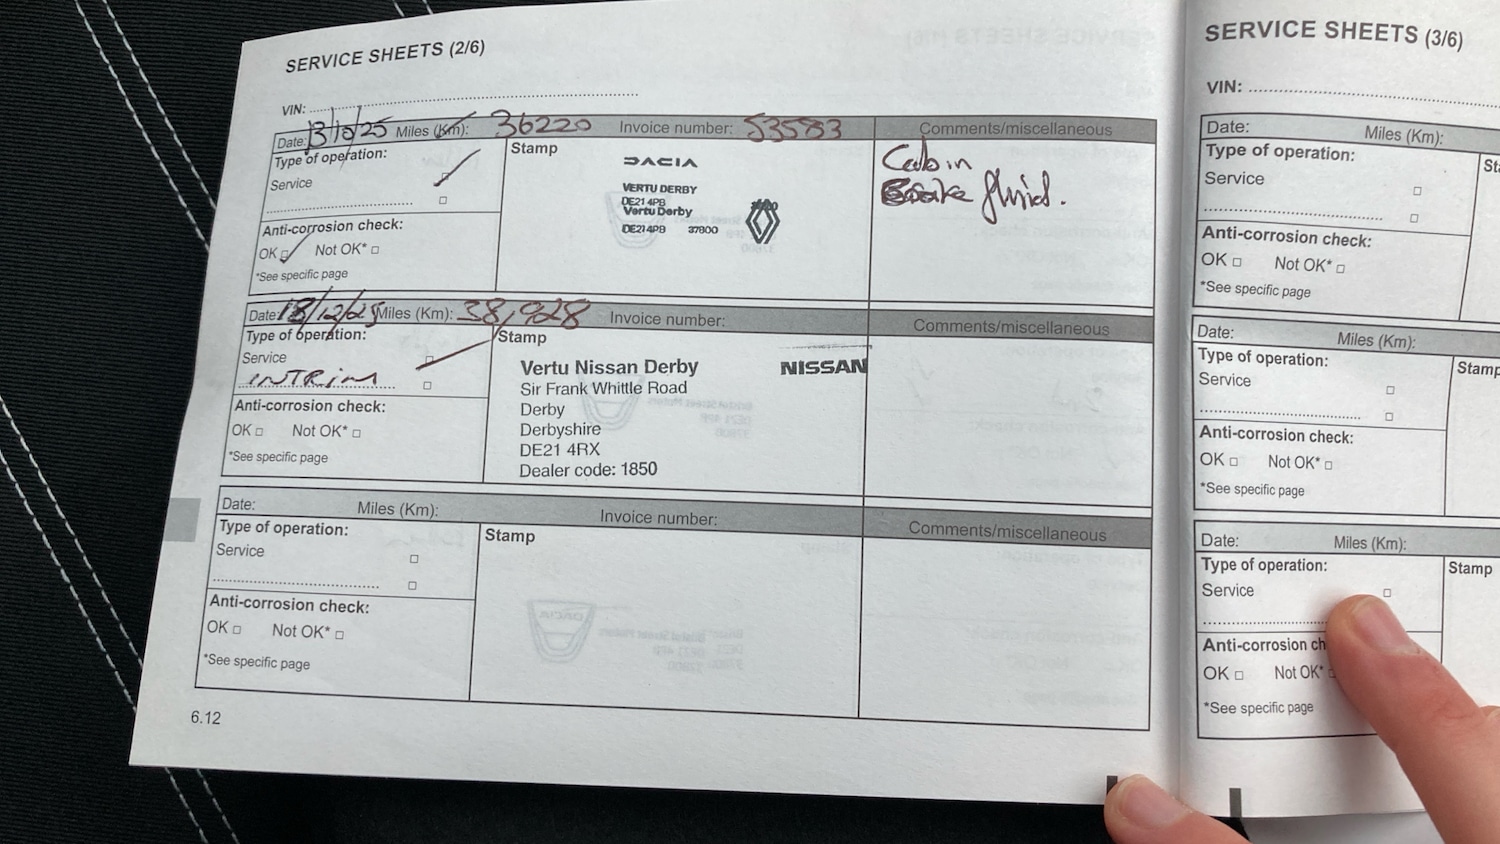 SERVICE SHEETS (2/6)
VIN:
Date: 13/10/25 Miles (Km): 36220 Invoice number: 53583 Comments/miscellaneous
Type of operation:
Service
Anti-corrosion check:
OK Not OK*
*See specific page
Stamp
DACIA
VERTU DERBY
DE21 4PB
Vertu Derby
DE21 4PB 37800
Cabin
Brake fluid.
Date: 18/12/25 Miles (Km): 38,928 Invoice number: Comments/miscellaneous
Type of operation:
Service
INTRIM
Anti-corrosion check:
OK Not OK*
*See specific page
Stamp
Vertu Nissan Derby
Sir Frank Whittle Road
Derby
Derbyshire
DE21 4RX
Dealer code: 1850
NISSAN
Date: Miles (Km): Invoice number: Comments/miscellaneous
Type of operation:
Service
Anti-corrosion check:
OK Not OK*
*See specific page
Stamp
6.12
SERVICE SHEETS (3/6)
VIN:
Date: Miles (Km):
Type of operation:
Service
Anti-corrosion check:
OK Not OK*
*See specific page
Date: Miles (Km):
Type of operation:
Service
Anti-corrosion check:
OK Not OK*
*See specific page
Stamp
Date: Miles (Km):
Type of operation:
Service
Anti-corrosion ch
OK Not OK*
*See specific page
Stamp